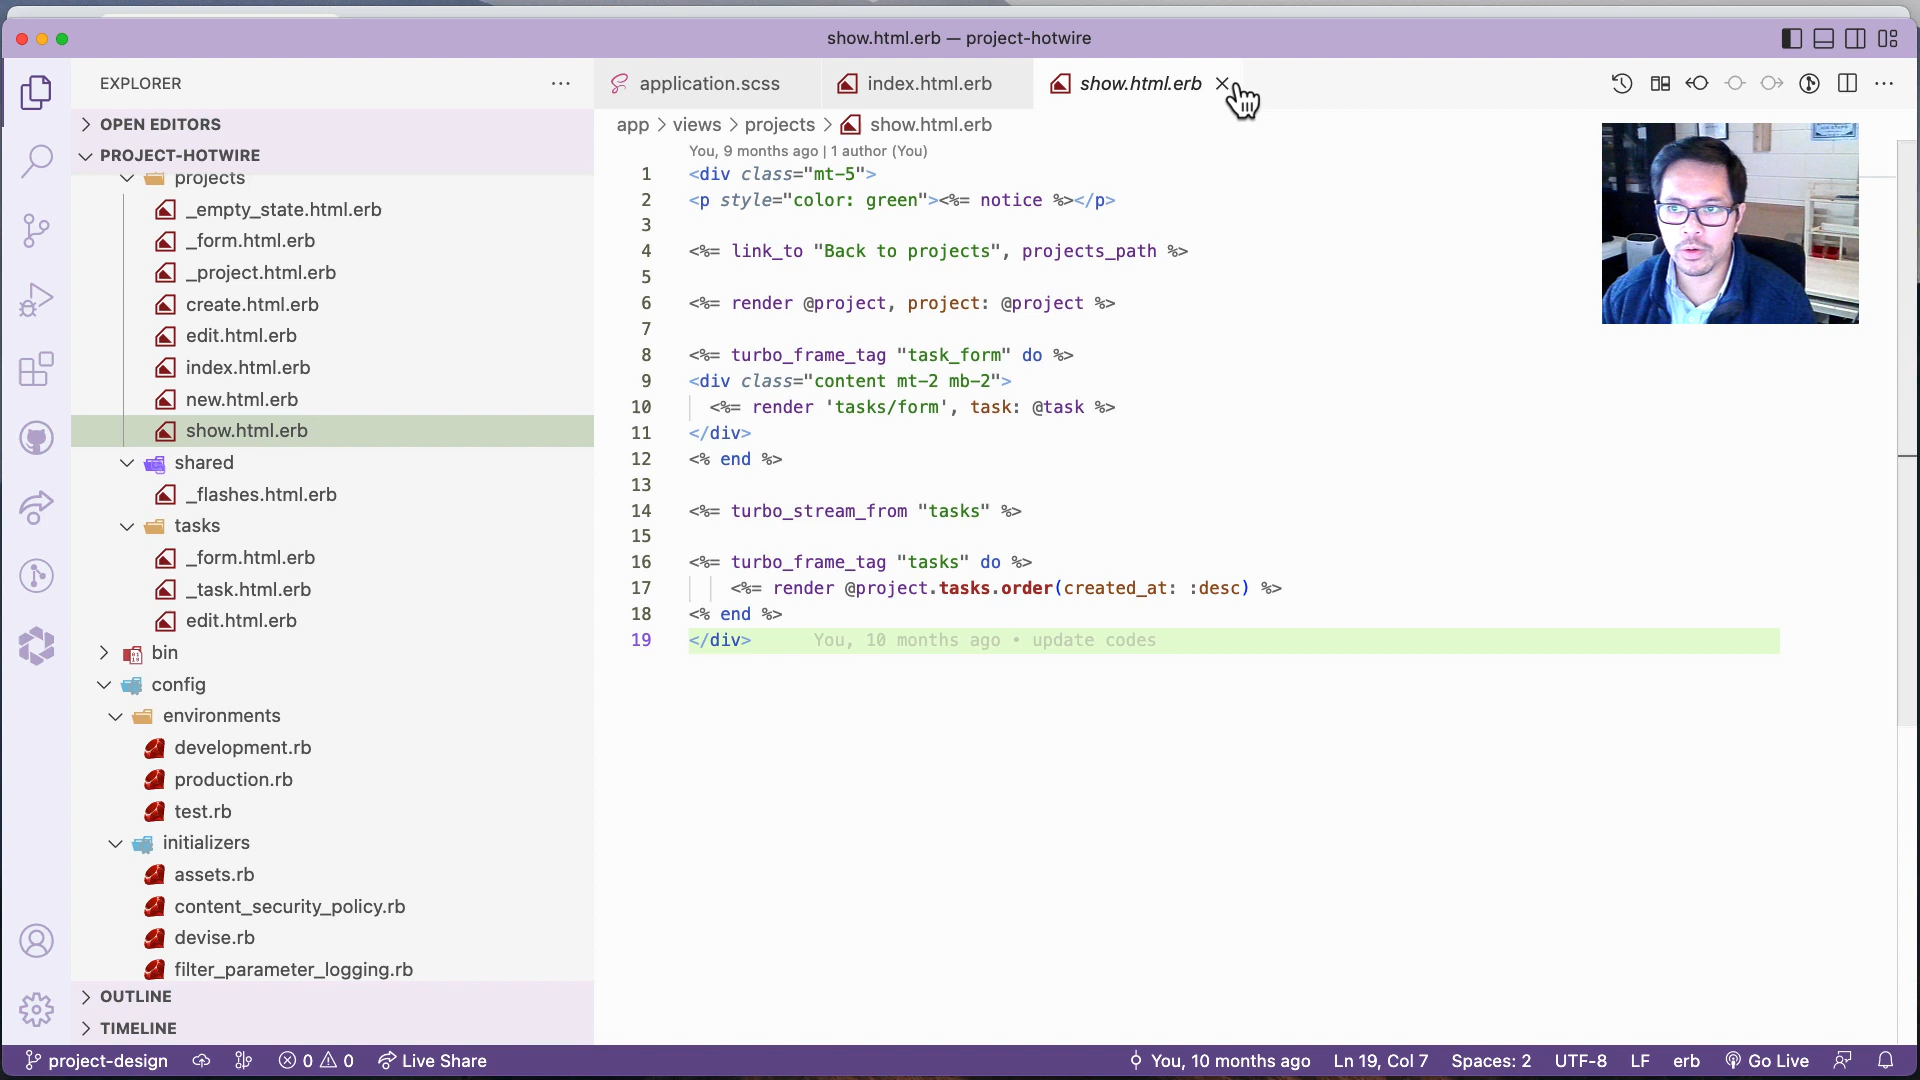 show.html.erb — project-hotwire
EXPLORER
OPEN EDITORS
PROJECT-HOTWIRE
projects
_empty_state.html.erb
_form.html.erb
_project.html.erb
create.html.erb
edit.html.erb
index.html.erb
new.html.erb
show.html.erb
shared
_flashes.html.erb
tasks
_form.html.erb
_task.html.erb
edit.html.erb
bin
config
environments
development.rb
production.rb
test.rb
initializers
assets.rb
content_security_policy.rb
devise.rb
filter_parameter_logging.rb
OUTLINE
TIMELINE
application.scss
index.html.erb
show.html.erb
app > views > projects > show.html.erb
You, 9 months ago | 1 author (You)
1 <div class="mt-5">
2 <p style="color: green"><%= notice %></p>
3
4 <%= link_to "Back to projects", projects_path %>
5
6 <%= render @project, project: @project %>
7
8 <%= turbo_frame_tag "task_form" do %>
9 <div class="content mt-2 mb-2">
10 <%= render 'tasks/form', task: @task %>
11 </div>
12 <% end %>
13
14 <%= turbo_stream_from "tasks" %>
15
16 <%= turbo_frame_tag "tasks" do %>
17 <%= render @project.tasks.order(created_at: :desc) %>
18 <% end %>
19 </div> You, 10 months ago • update codes
project-design 0 0 Live Share You, 10 months ago Ln 19, Col 7 Spaces: 2 UTF-8 LF erb Go Live